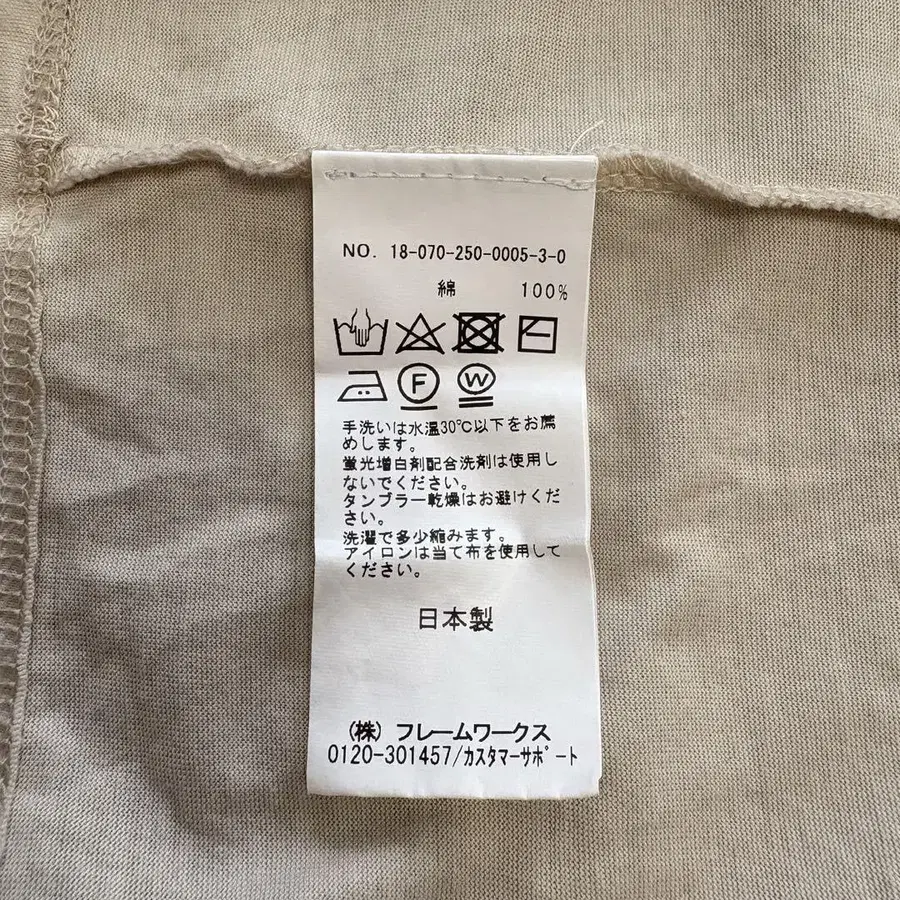 NO. 18-070-250-0005-3-0
綿 100%
F W
手洗いは水温30℃以下をお薦
めします。
蛍光増白剤配合洗剤は使用し
ないでください。
タンブラー乾燥はお避けくだ
さい。
洗濯で多少縮みます。
アイロンは当て布を使用して
ください。
日本製
(株) フレームワークス
0120-301457/カスタマーサポート